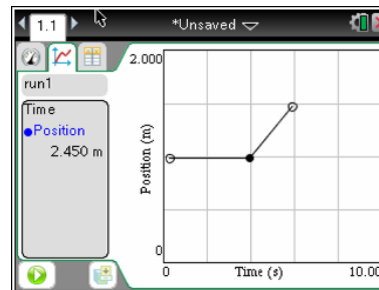 1.1
*Unsaved
run1
Time
Position
2.450 m
2.000
Position (m)
0
0
Time (s)
10.00